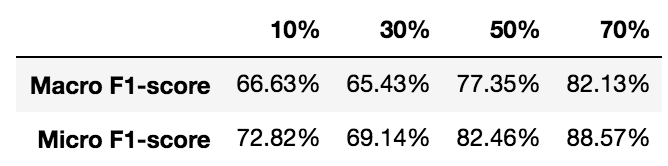 10% 30% 50% 70%
Macro F1-score 66.63% 65.43% 77.35% 82.13%
Micro F1-score 72.82% 69.14% 82.46% 88.57%